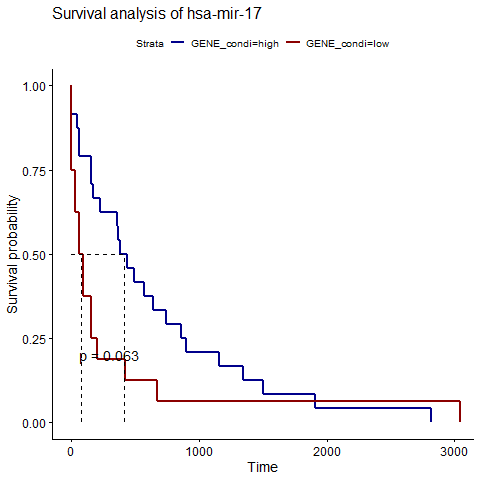 Survival analysis of hsa-mir-17
Strata GENE_condi=high GENE_condi=low
1.00
0.75
0.50
0.25
0.00
Survival probability
p = 0.063
0 1000 2000 3000
Time